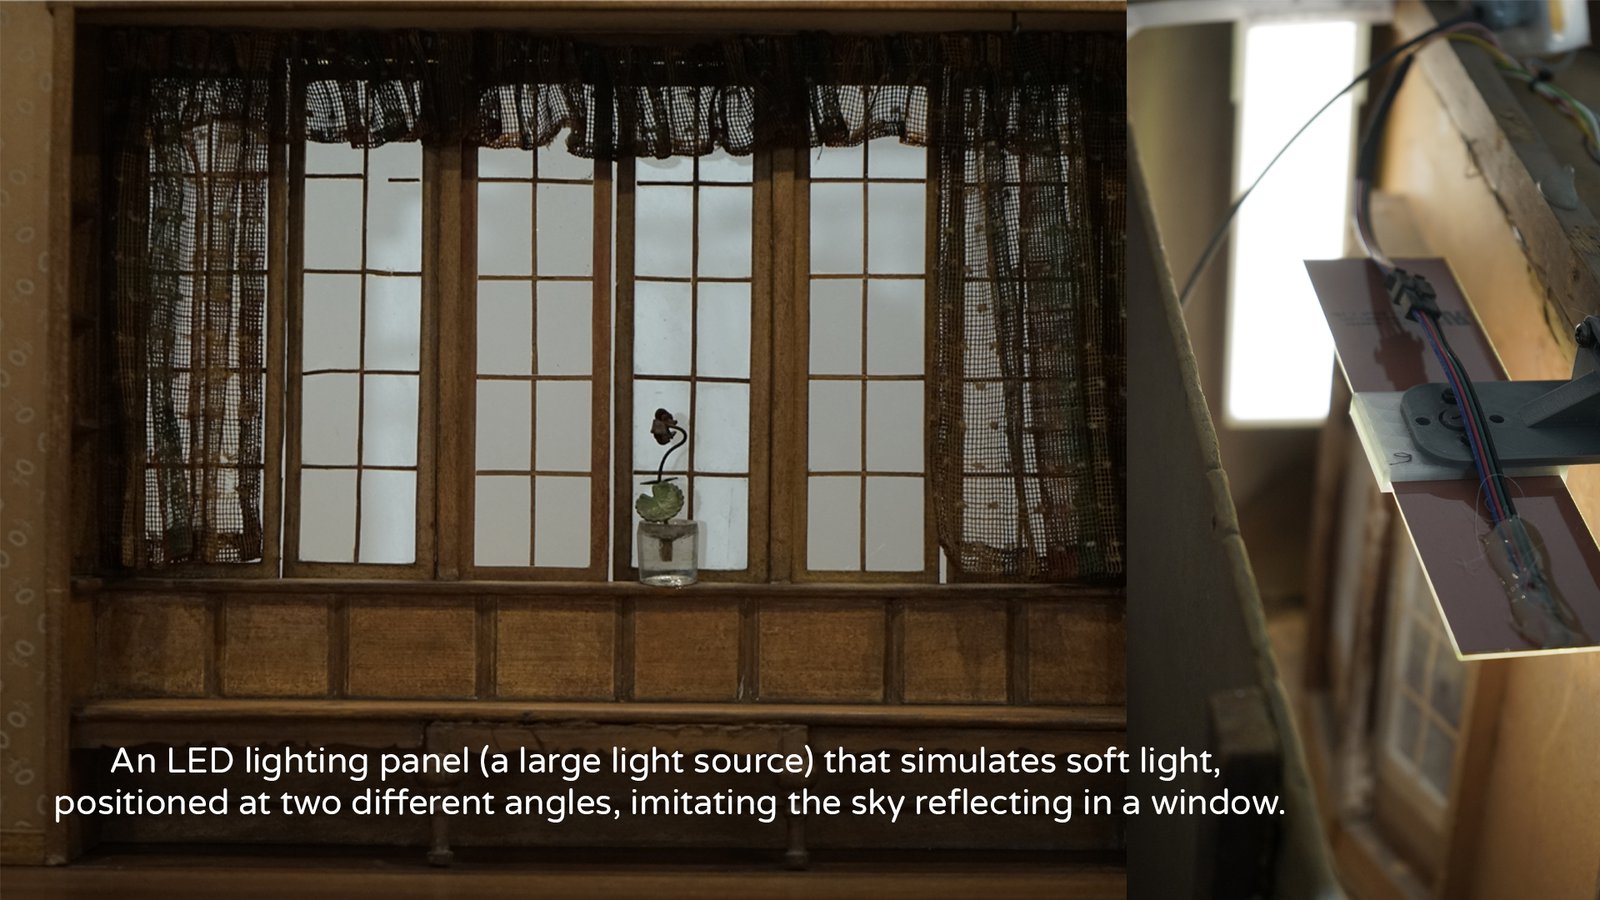 An LED lighting panel (a large light source) that simulates soft light,
positioned at two different angles, imitating the sky reflecting in a window.